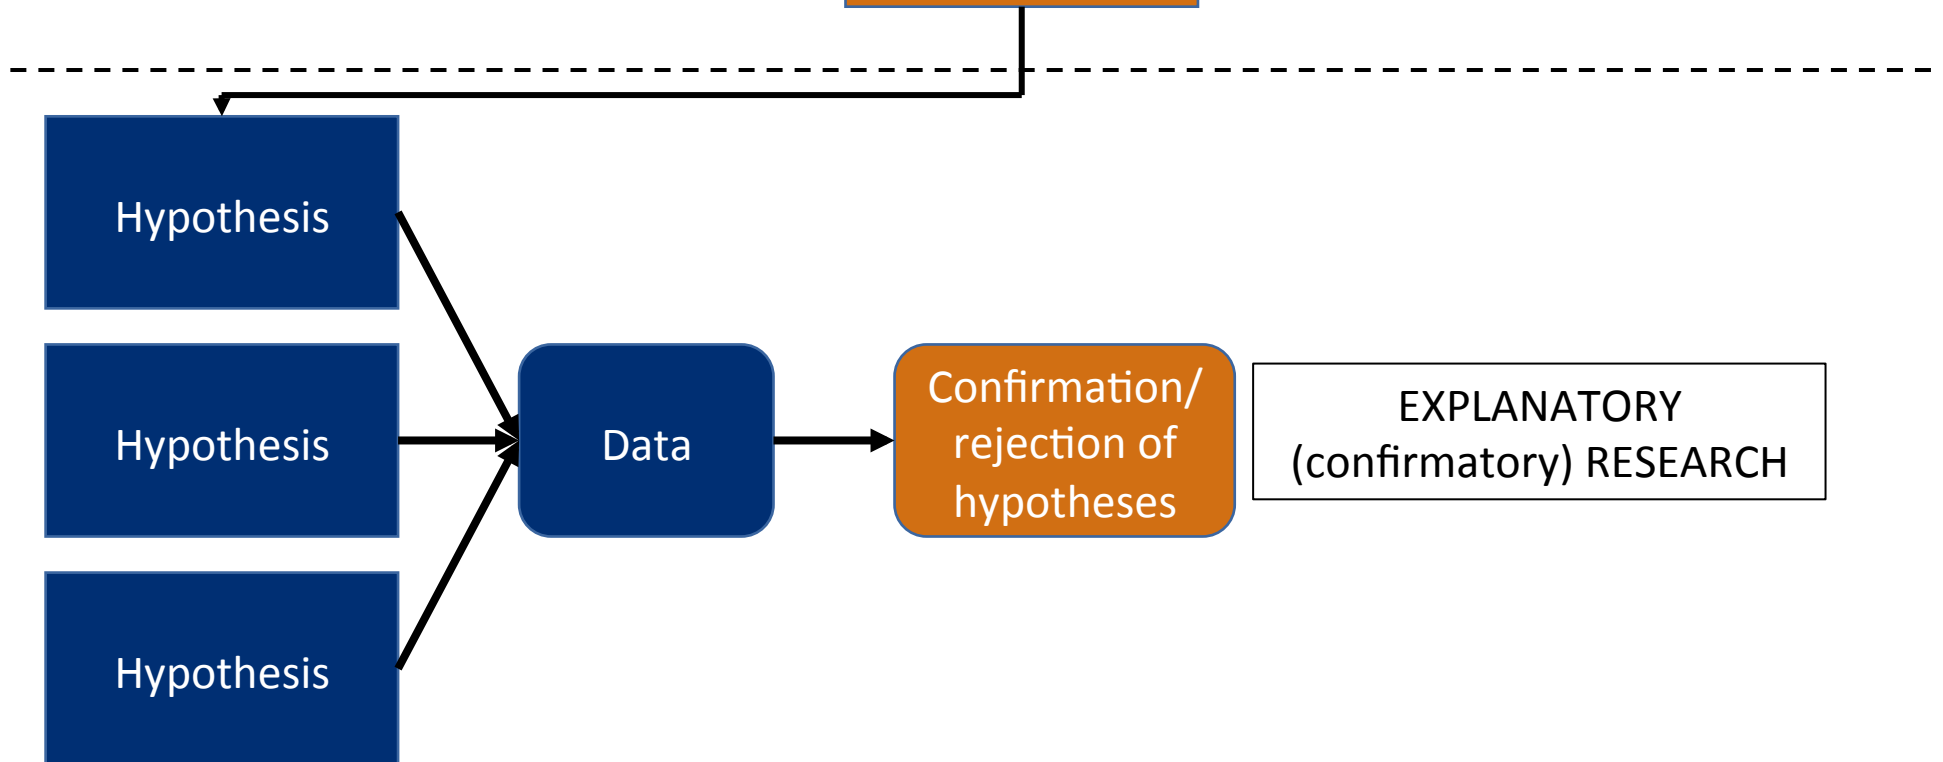 Hypothesis
Hypothesis
Hypothesis
Data
Confirmation/
rejection of
hypotheses
EXPLANATORY
(confirmatory) RESEARCH